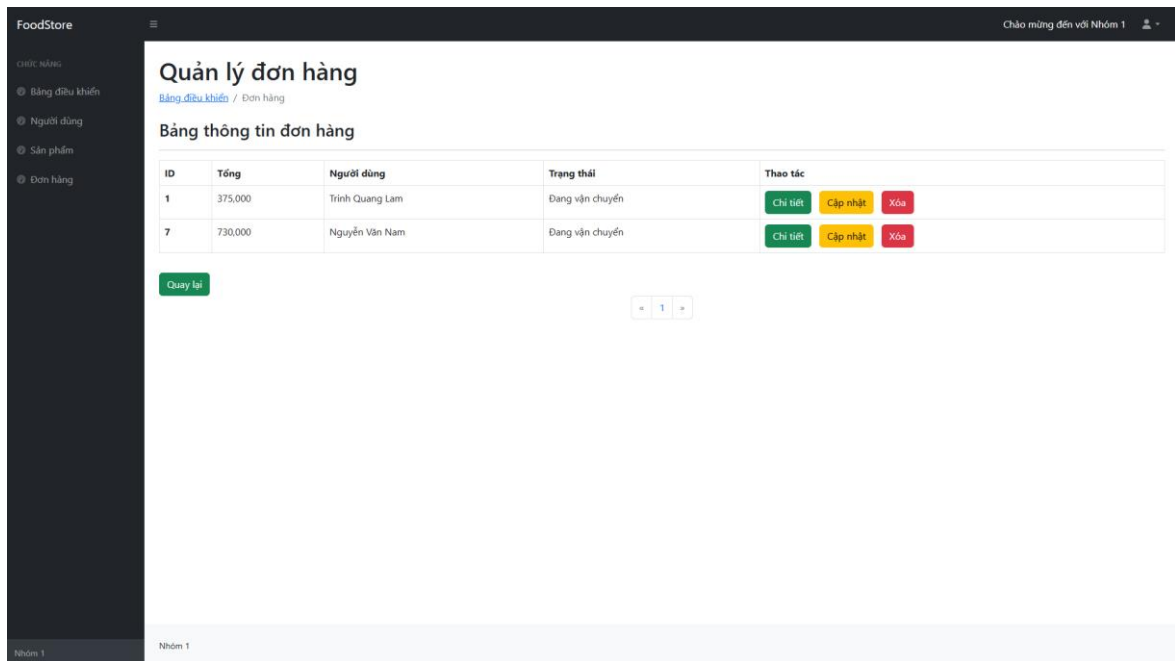 FoodStore
Chào mừng đến với Nhóm 1
CHỨC NĂNG
Bảng điều khiển
Người dùng
Sản phẩm
Đơn hàng
Quản lý đơn hàng
Bảng điều khiển / Đơn hàng
Bảng thông tin đơn hàng
ID Tổng Người dùng Trạng thái Thao tác
1 375,000 Trinh Quang Lam Đang vận chuyển Chi tiết Cập nhật Xóa
7 730,000 Nguyễn Văn Nam Đang vận chuyển Chi tiết Cập nhật Xóa
Quay lại
« 1 »
Nhóm 1
Nhóm 1